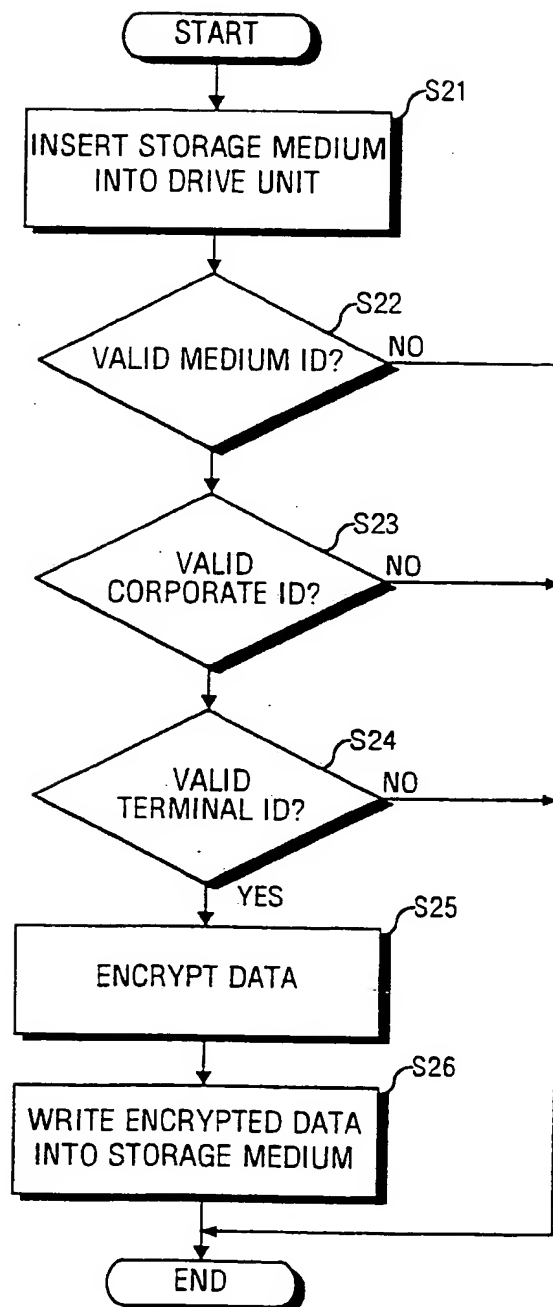 START
S21
INSERT STORAGE MEDIUM
INTO DRIVE UNIT
S22
VALID MEDIUM ID?
NO
S23
VALID
CORPORATE ID?
NO
S24
VALID
TERMINAL ID?
NO
YES
S25
ENCRYPT DATA
S26
WRITE ENCRYPTED DATA
INTO STORAGE MEDIUM
END